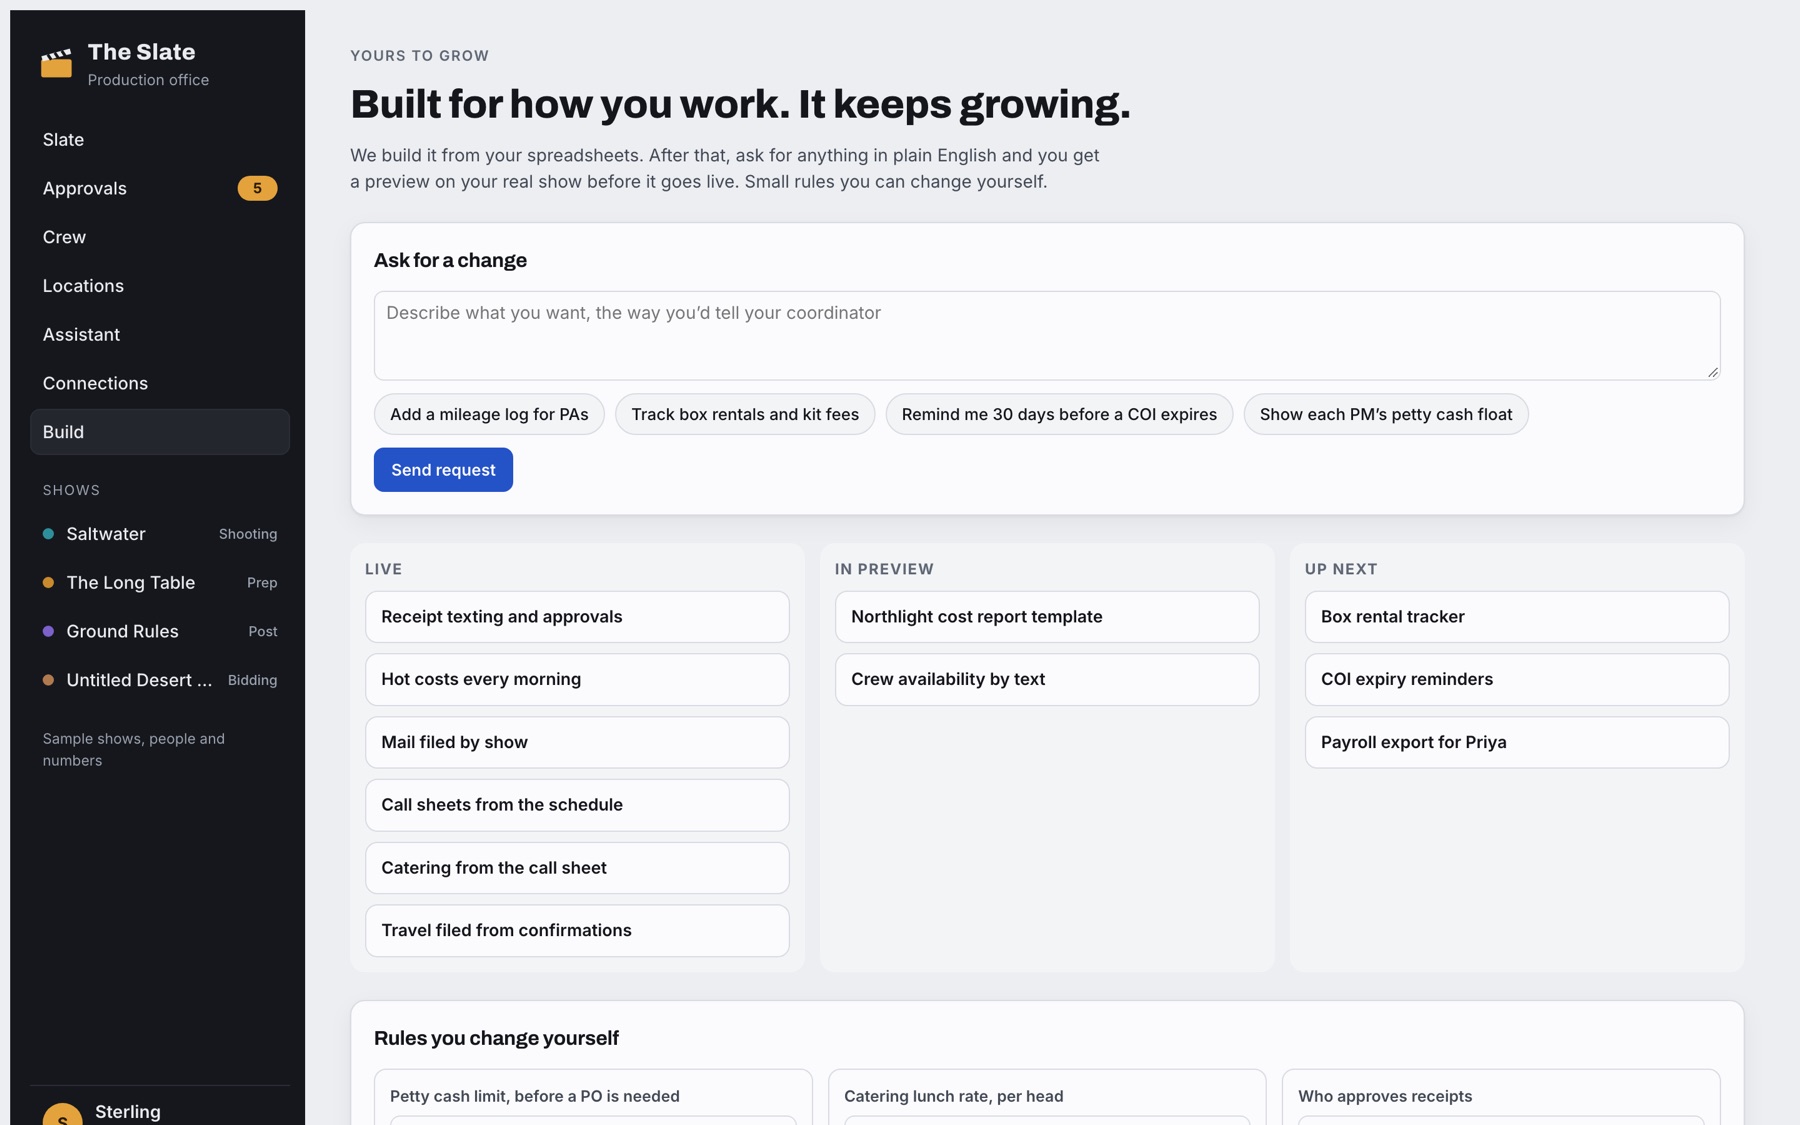 The Slate
Production office
Slate
Approvals 5
Crew
Locations
Assistant
Connections
Build
SHOWS
Saltwater Shooting
The Long Table Prep
Ground Rules Post
Untitled Desert ... Bidding
Sample shows, people and
numbers
S Sterling
YOURS TO GROW
Built for how you work. It keeps growing.
We build it from your spreadsheets. After that, ask for anything in plain English and you get
a preview on your real show before it goes live. Small rules you can change yourself.
Ask for a change
Describe what you want, the way you’d tell your coordinator
Add a mileage log for PAs
Track box rentals and kit fees
Remind me 30 days before a COI expires
Show each PM’s petty cash float
Send request
LIVE
Receipt texting and approvals
Hot costs every morning
Mail filed by show
Call sheets from the schedule
Catering from the call sheet
Travel filed from confirmations
IN PREVIEW
Northlight cost report template
Crew availability by text
UP NEXT
Box rental tracker
COI expiry reminders
Payroll export for Priya
Rules you change yourself
Petty cash limit, before a PO is needed
Catering lunch rate, per head
Who approves receipts